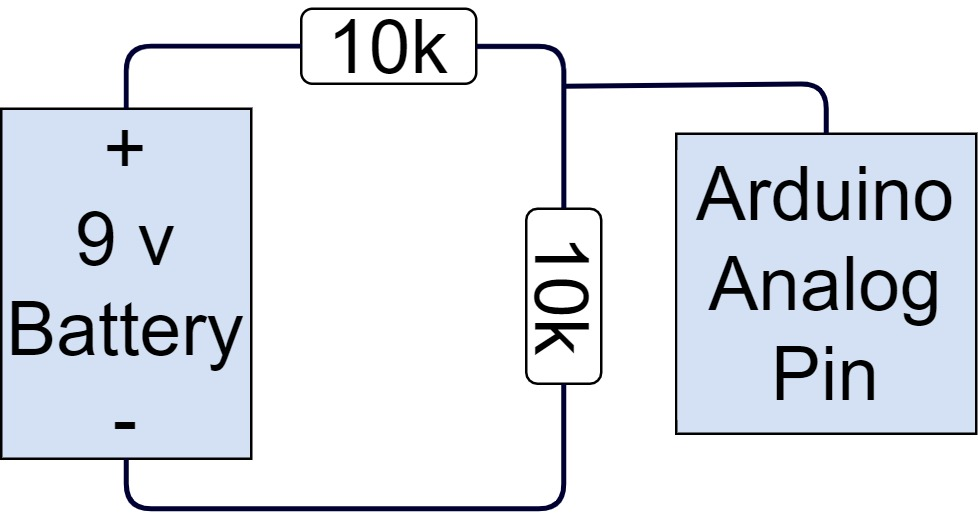 10k
+
9 v
Battery
-
10k
Arduino
Analog
Pin